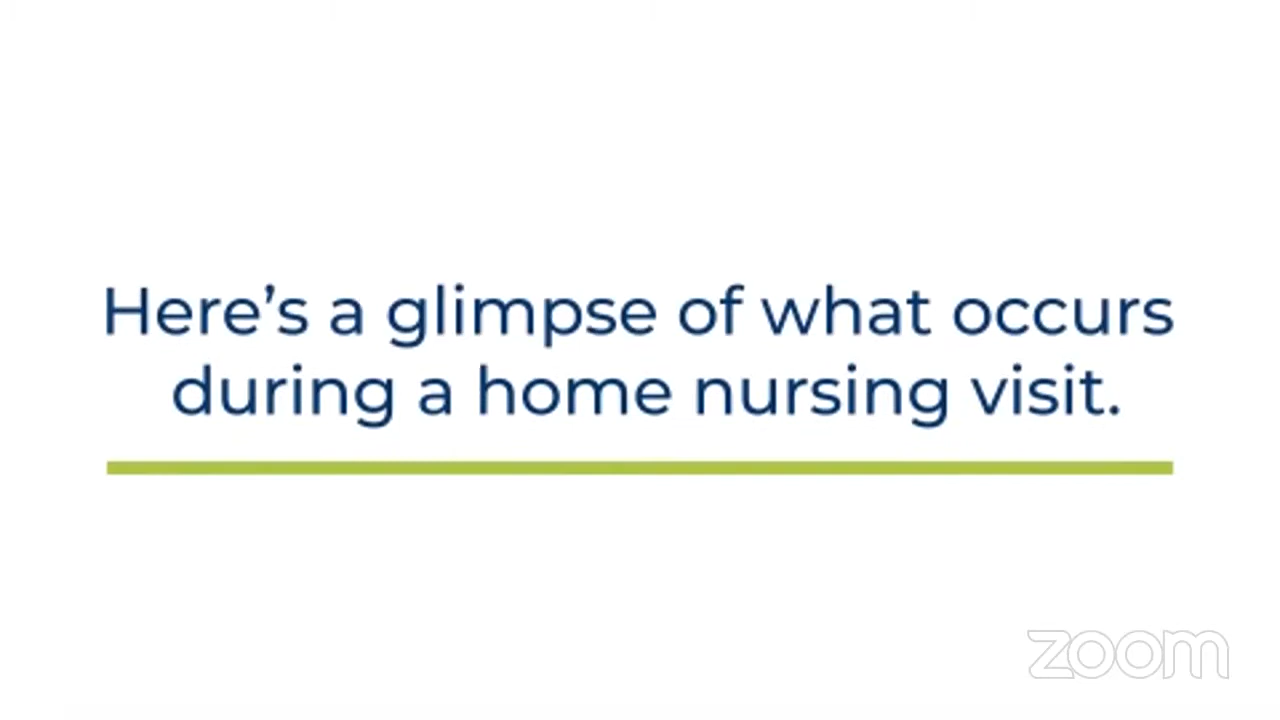 Here’s a glimpse of what occurs
during a home nursing visit.
zoom